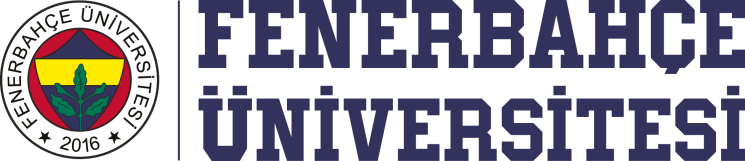 FENERBAHÇE ÜNİVERSİTESİ
★ 2016 ★
FENERBAHÇE
ÜNİVERSİTESİ